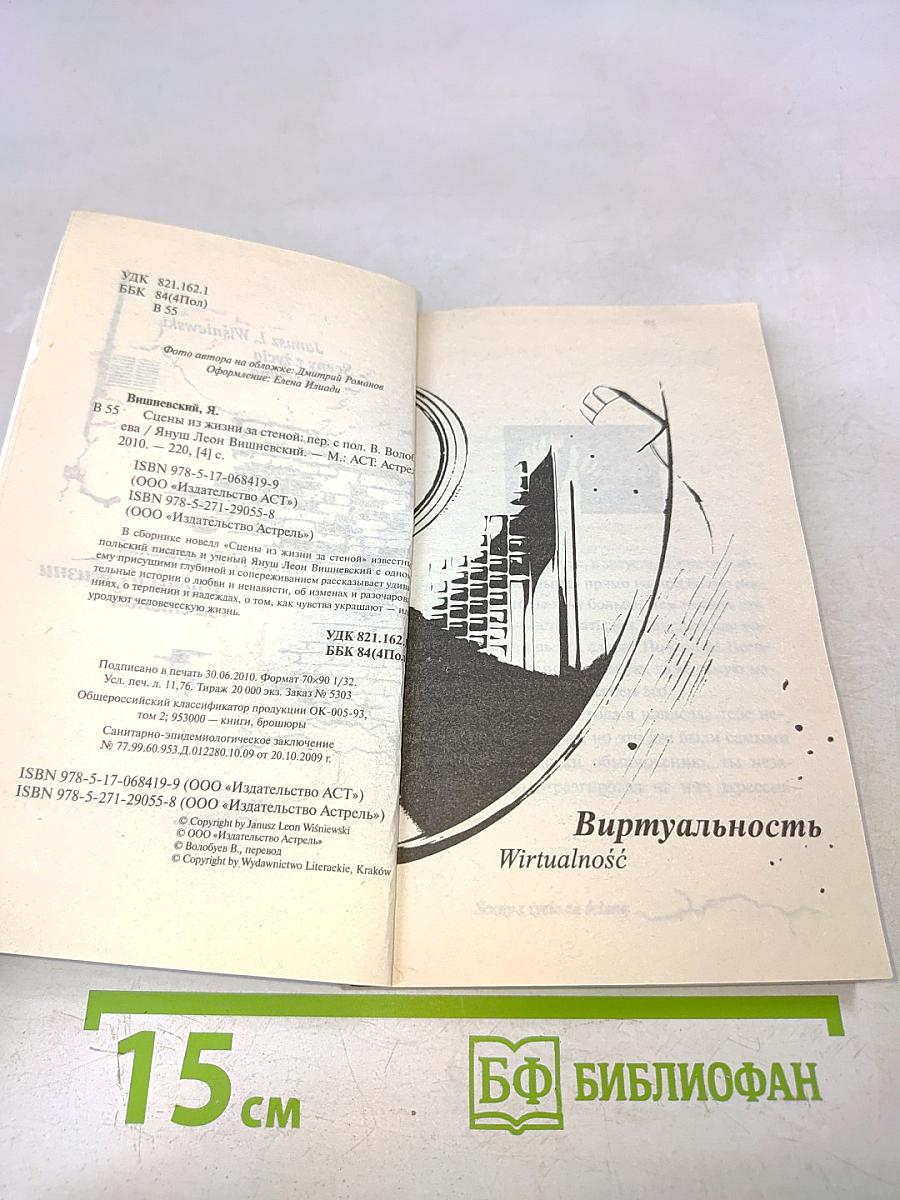 УДК 821.162.1
ББК 84(4Пол)
В 55
Фото автора на обложке: Дмитрий Романов
Оформление: Елена Илиади
Вишневский, Я.
В 55 Сцены из жизни за стеной: пер. с пол. В. Волоб
ева / Януш Леон Вишневский. — М.: АСТ: Астрел
2010. — 220, [4] с.
ISBN 978-5-17-068419-9
(ООО «Издательство АСТ»)
ISBN 978-5-271-29055-8
(ООО «Издательство Астрель»)
В сборнике новелл «Сцены из жизни за стеной» известн
польский писатель и ученый Януш Леон Вишневский с одно
ему присущими глубиной и сопереживанием рассказывает удив
тельные истории о любви и ненависти, об изменах и разочаров
ниях, о терпении и надеждах, о том, как чувства украшают — ил
уродуют человеческую жизнь.
УДК 821.162.
ББК 84(4Пол
Подписано в печать 30.06.2010. Формат 70×90 1/32.
Усл. печ. л. 11,76. Тираж 20 000 экз. Заказ № 5303
Общероссийский классификатор продукции ОК-005-93,
том 2; 953000 — книги, брошюры
Санитарно-эпидемиологическое заключение
№ 77.99.60.953.Д.012280.10.09 от 20.10.2009 г.
ISBN 978-5-17-068419-9 (ООО «Издательство АСТ»)
ISBN 978-5-271-29055-8 (ООО «Издательство Астрель»)
© Copyright by Janusz Leon Wiśniewski
© ООО «Издательство Астрель»
© Волобуев В., перевод
© Copyright by Wydawnictwo Literackie, Kraków
Виртуальность
Wirtualność
Sceny z życia za ścianą
15 см
БФ БИБЛИОФАН